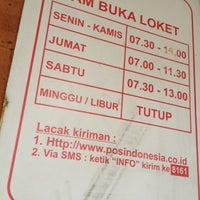 AM BUKA LOKET
SENIN - KAMIS 07.30 - 14.00
JUMAT 07.00 - 11.30
SABTU 07.30 - 13.00
MINGGU / LIBUR TUTUP
Lacak kiriman :
1. Http://www.posindonesia.co.id
2. Via SMS : ketik "INFO" kirim ke 8161